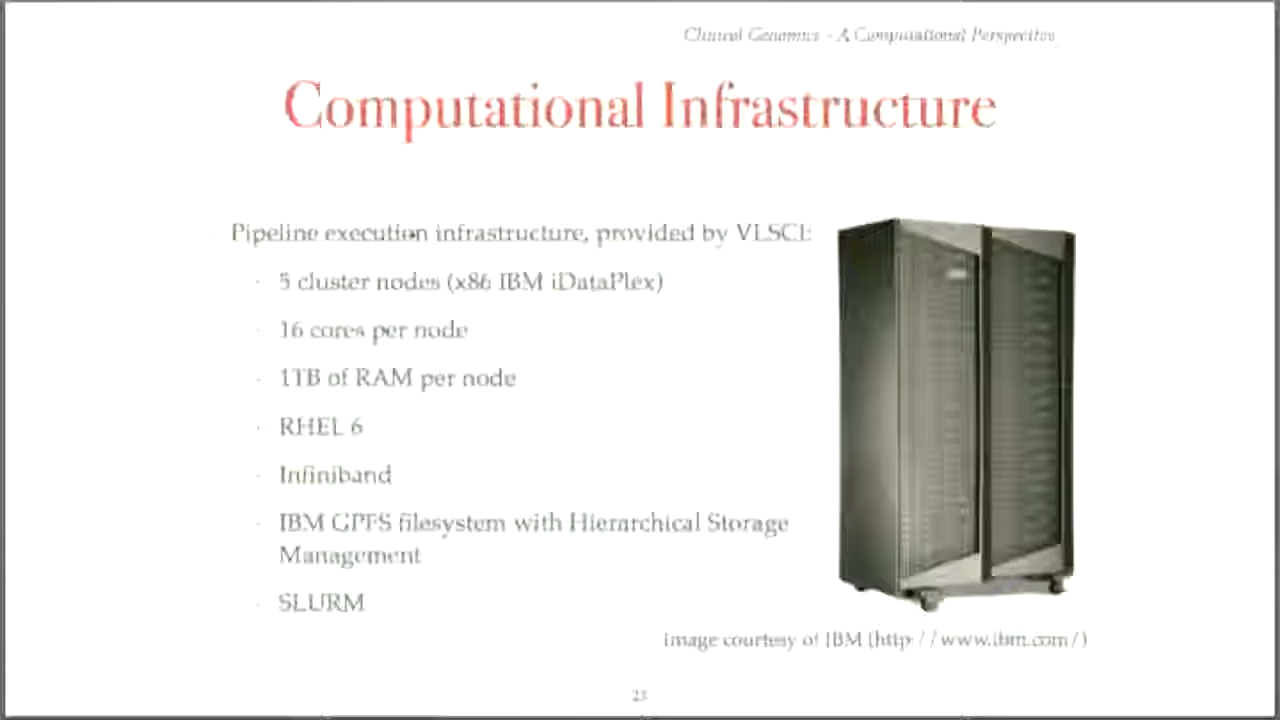 Clinical Genomics - A Computational Perspective
Computational Infrastructure
Pipeline execution infrastructure, provided by VLSCI:
· 5 cluster nodes (x86 IBM iDataPlex)
· 16 cores per node
· 1TB of RAM per node
· RHEL 6
· Infiniband
· IBM GPFS filesystem with Hierarchical Storage
Management
· SLURM
image courtesy of IBM (http://www.ibm.com/)
23